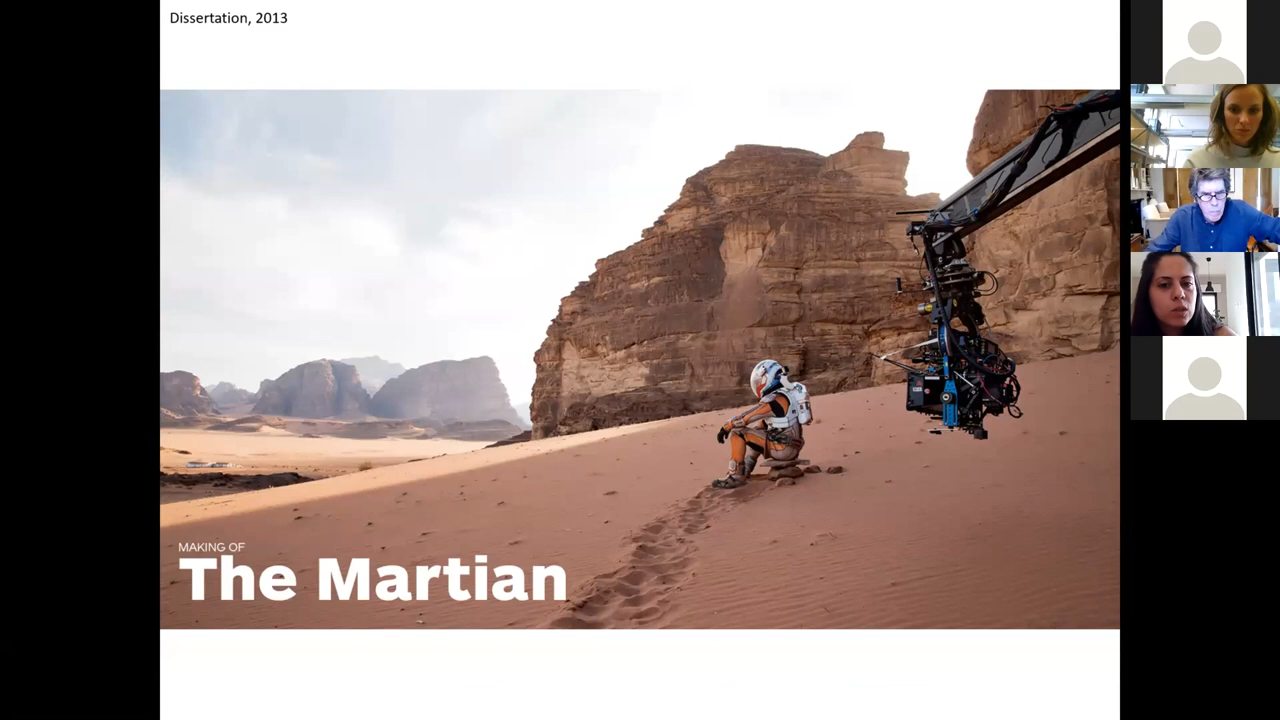 Dissertation, 2013
MAKING OF
The Martian